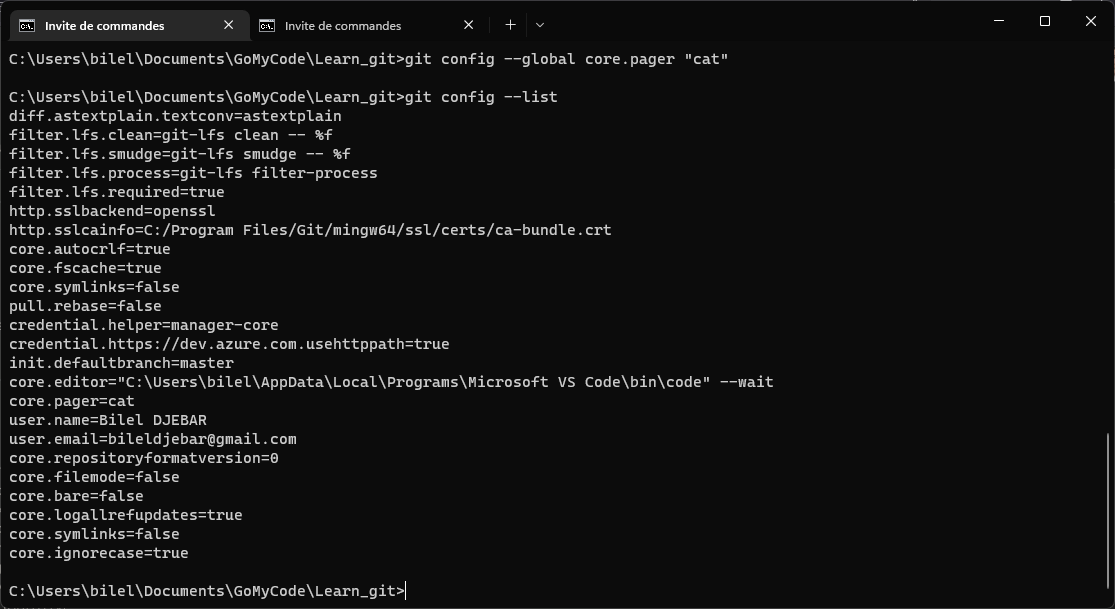 Invite de commandes
Invite de commandes
C:\Users\bilel\Documents\GoMyCode\Learn_git>git config --global core.pager "cat"
C:\Users\bilel\Documents\GoMyCode\Learn_git>git config --list
diff.astextplain.textconv=astextplain
filter.lfs.clean=git-lfs clean -- %f
filter.lfs.smudge=git-lfs smudge -- %f
filter.lfs.process=git-lfs filter-process
filter.lfs.required=true
http.sslbackend=openssl
http.sslcainfo=C:/Program Files/Git/mingw64/ssl/certs/ca-bundle.crt
core.autocrlf=true
core.fscache=true
core.symlinks=false
pull.rebase=false
credential.helper=manager-core
credential.https://dev.azure.com.usehttppath=true
init.defaultbranch=master
core.editor="C:\Users\bilel\AppData\Local\Programs\Microsoft VS Code\bin\code" --wait
core.pager=cat
user.name=Bilel DJEBAR
user.email=bileldjebar@gmail.com
core.repositoryformatversion=0
core.filemode=false
core.bare=false
core.logallrefupdates=true
core.symlinks=false
core.ignorecase=true
C:\Users\bilel\Documents\GoMyCode\Learn_git>